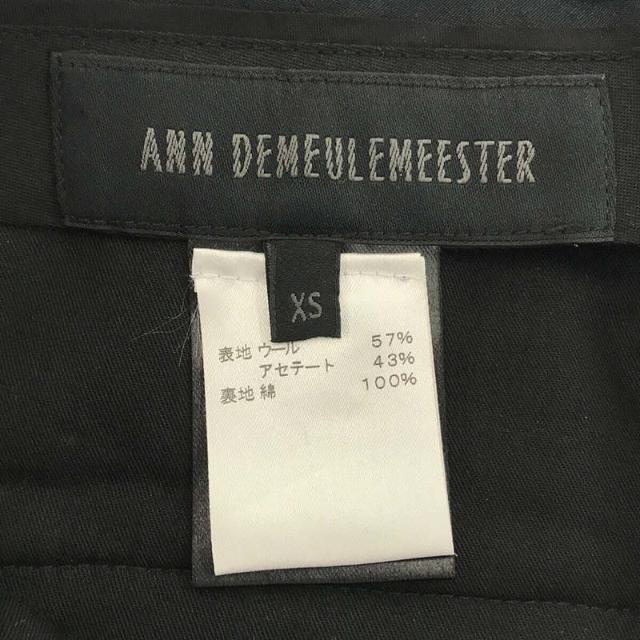 ANN DEMEULEMEESTER
XS
表地 ウール 57%
アセテート 43%
裏地 綿 100%